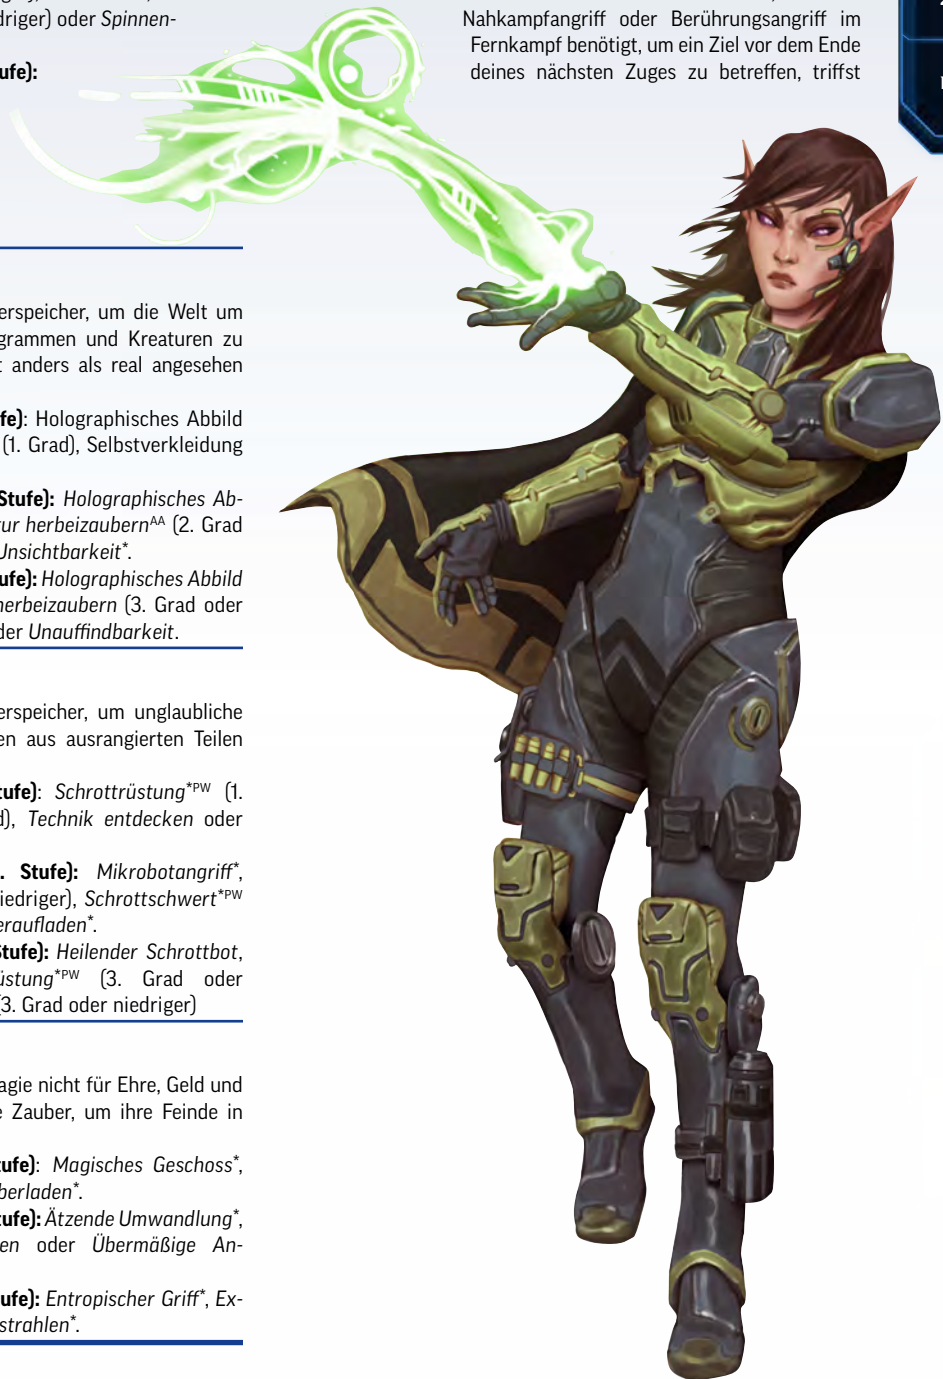 driger) oder Spinnen-
ufe):
erspeicher, um die Welt um
grammen und Kreaturen zu
t anders als real angesehen
fe): Holographisches Abbild
(1. Grad), Selbstverkleidung
Stufe): Holographisches Ab-
ur herbeizaubernᴬᴬ (2. Grad
Unsichtbarkeit*.
ufe): Holographisches Abbild
herbeizaubern (3. Grad oder
der Unauffindbarkeit.
erspeicher, um unglaubliche
en aus ausrangierten Teilen
tufe): Schrottrüstung*ᴾᵂ (1.
d), Technik entdecken oder
. Stufe): Mikrobotangriff*,
niedriger), Schrottschwert*ᴾᵂ
eraufladen*.
Stufe): Heilender Schrottbot,
üstung*ᴾᵂ (3. Grad oder
(3. Grad oder niedriger)
agie nicht für Ehre, Geld und
e Zauber, um ihre Feinde in
tufe): Magisches Geschoss*,
berladen*.
tufe): Ätzende Umwandlung*,
en oder Übermäßige An-
ufe): Entropischer Griff*, Ex-
strahlen*.
Nahkampfangriff oder Berührungsangriff im
Fernkampf benötigt, um ein Ziel vor dem Ende
deines nächsten Zuges zu betreffen, triffst